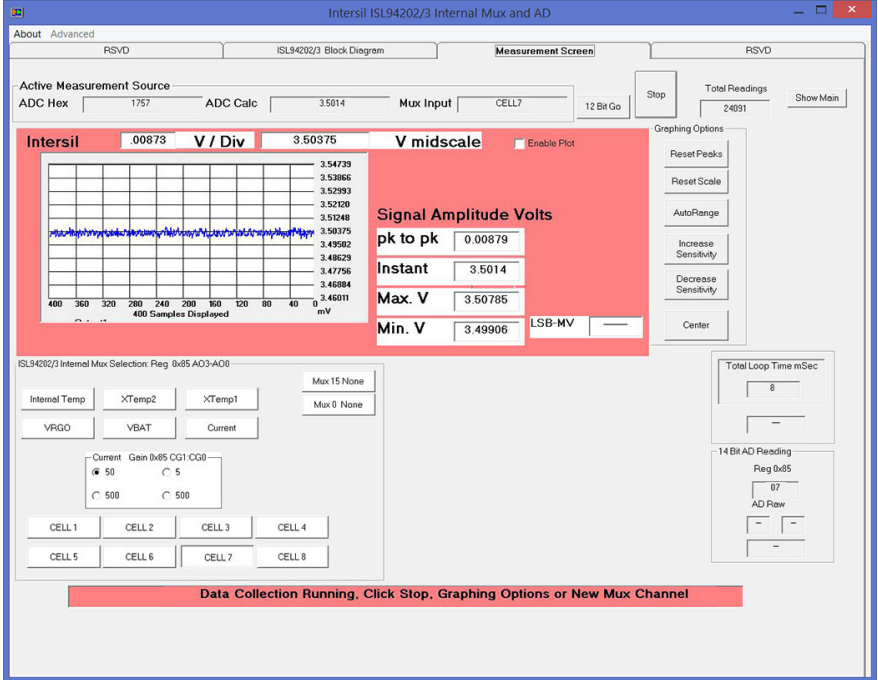 Intersil ISL94202/3 Internal Mux and AD
About Advanced
RSVD ISL94202/3 Block Diagram Measurement Screen RSVD
Active Measurement Source
ADC Hex 1757 ADC Calc 3.5014 Mux Input CELL7
12 Bit Go
Stop
Total Readings
24091
Show Main
Intersil .00873 V / Div 3.50375 V midscale Enable Plot
3.54739
3.53866
3.52993
3.52120
3.51248
3.50375
3.49502
3.48629
3.47756
3.46884
3.46011
400 360 320 280 240 200 160 120 80 40 0
mV
400 Samples Displayed
Signal Amplitude Volts
pk to pk 0.00879
Instant 3.5014
Max. V 3.50785
Min. V 3.49906
LSB-MV
Graphing Options
Reset Peaks
Reset Scale
AutoRange
Increase
Sensitivity
Decrease
Sensitivity
Center
ISL94202/3 Internal Mux Selection: Reg 0x85 AO3-AO0
Mux 15 None
Mux 0 None
Internal Temp XTemp2 XTemp1
VRGO VBAT Current
Current Gain 0x85 CG1:CG0
50 5
500 500
CELL 1 CELL 2 CELL 3 CELL 4
CELL 5 CELL 6 CELL 7 CELL 8
Total Loop Time mSec
8
--
14 Bit AD Reading
Reg 0x85
07
AD Raw
-- --
--
Data Collection Running, Click Stop, Graphing Options or New Mux Channel